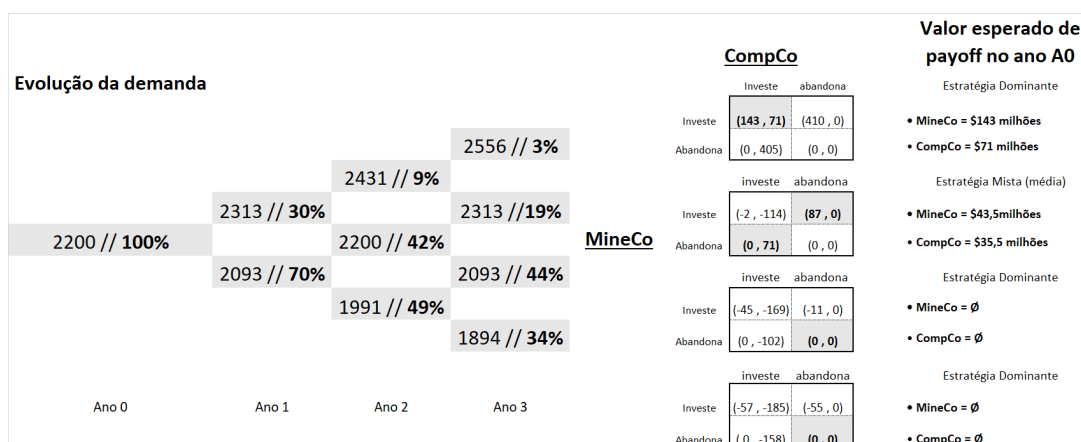 Valor esperado de
payoff no ano A0
CompCo
Evolução da demanda
Investe abandona
Estratégia Dominante
Investe (143 , 71) (410 , 0)
• MineCo = $143 milhões
Abandona (0 , 405) (0 , 0)
• CompCo = $71 milhões
2556 // 3%
2431 // 9%
investe abandona
Estratégia Mista (média)
2313 // 30%
2313 //19%
Investe (-2 , -114) (87 , 0)
• MineCo = $43,5milhões
2200 // 100%
2200 // 42%
MineCo
Abandona (0 , 71) (0 , 0)
• CompCo = $35,5 milhões
2093 // 70%
2093 // 44%
investe abandona
Estratégia Dominante
1991 // 49%
Investe (-45 , -169) (-11 , 0)
• MineCo = Ø
1894 // 34%
Abandona (0 , -102) (0 , 0)
• CompCo = Ø
investe abandona
Estratégia Dominante
Ano 0 Ano 1 Ano 2 Ano 3
Investe (-57 , -185) (-55 , 0)
• MineCo = Ø
Abandona ( 0 , -158) (0 , 0)
• CompCo = Ø